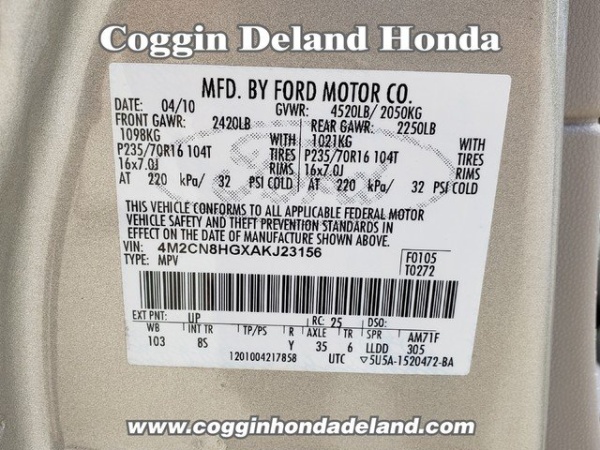 Coggin Deland Honda
MFD. BY FORD MOTOR CO.
DATE: 04/10 GVWR: 4520LB/ 2050KG
FRONT GAWR: 2420LB REAR GAWR: 2250LB
1098KG WITH 1021KG WITH
P235/70R16 104T TIRES P235/70R16 104T TIRES
16x7.0J RIMS 16x7.0J RIMS
AT 220 kPa/ 32 PSI COLD AT 220 kPa/ 32 PSI COLD
THIS VEHICLE CONFORMS TO ALL APPLICABLE FEDERAL MOTOR
VEHICLE SAFETY AND THEFT PREVENTION STANDARDS IN
EFFECT ON THE DATE OF MANUFACTURE SHOWN ABOVE.
VIN: 4M2CN8HGXAKJ23156 F0105
TYPE: MPV T0272
EXT PNT: UP RC: 25 DSO:
WB INT TR TP/PS R AXLE TR SPR AM71F
103 BS Y 35 6 LLDD 305
1201004217858 UTC ▽5U5A-1520472-BA
www.cogginhondadeland.com